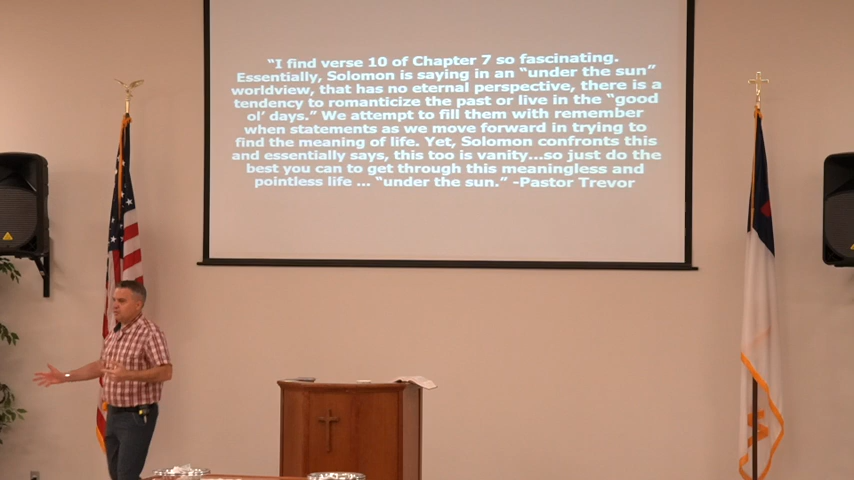 “I find verse 10 of Chapter 7 so fascinating.
Essentially, Solomon is saying in an “under the sun”
worldview, that has no eternal perspective, there is a
tendency to romanticize the past or live in the “good
ol’ days.” We attempt to fill them with remember
when statements as we move forward in trying to
find the meaning of life. Yet, Solomon confronts this
and essentially says, this too is vanity...so just do the
best you can to get through this meaningless and
pointless life ... “under the sun.” -Pastor Trevor